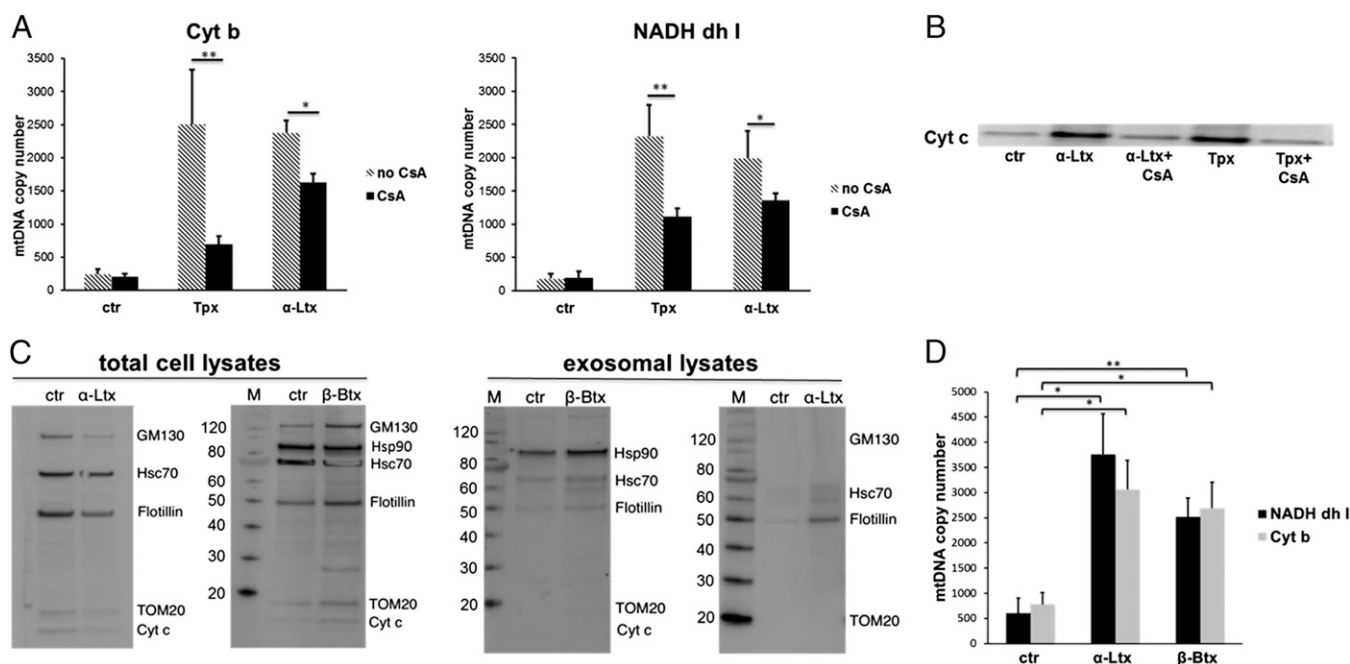 A
Cyt b
mtDNA copy number
3500
3000
2500
2000
1500
1000
500
0
**
*
no CsA
CsA
ctr Tpx α-Ltx
NADH dh I
mtDNA copy number
3500
3000
2500
2000
1500
1000
500
0
**
*
no CsA
CsA
ctr Tpx α-Ltx
B
Cyt c
ctr α-Ltx α-Ltx+ Tpx Tpx+
CsA CsA
C
total cell lysates
ctr α-Ltx
GM130
Hsc70
Flotillin
TOM20
Cyt c
M ctr β-Btx
120
80
60
50
40
30
20
GM130
Hsp90
Hsc70
Flotillin
TOM20
Cyt c
exosomal lysates
M ctr β-Btx
120
80
60
50
40
30
20
Hsp90
Hsc70
Flotillin
TOM20
Cyt c
M ctr α-Ltx
120
80
60
50
40
30
20
GM130
Hsc70
Flotillin
TOM20
D
mtDNA copy number
5000
4500
4000
3500
3000
2500
2000
1500
1000
500
0
**
*
*
*
NADH dh I
Cyt b
ctr α-Ltx β-Btx